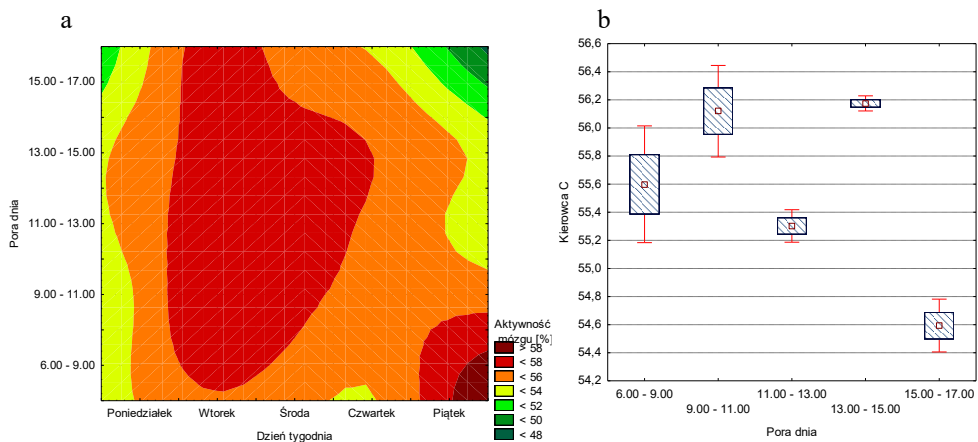 a
Pora dnia
15.00 - 17.00
13.00 - 15.00
11.00 - 13.00
9.00 - 11.00
6.00 - 9.00
Poniedziałek Wtorek Środa Czwartek Piątek
Dzień tygodnia
Aktywność
mózgu [%]
> 58
< 58
< 56
< 54
< 52
< 50
< 48
b
Kierowca C
56,6
56,4
56,2
56,0
55,8
55,6
55,4
55,2
55,0
54,8
54,6
54,4
54,2
6.00 - 9.00 11.00 - 13.00 15.00 - 17.00
9.00 - 11.00 13.00 - 15.00
Pora dnia